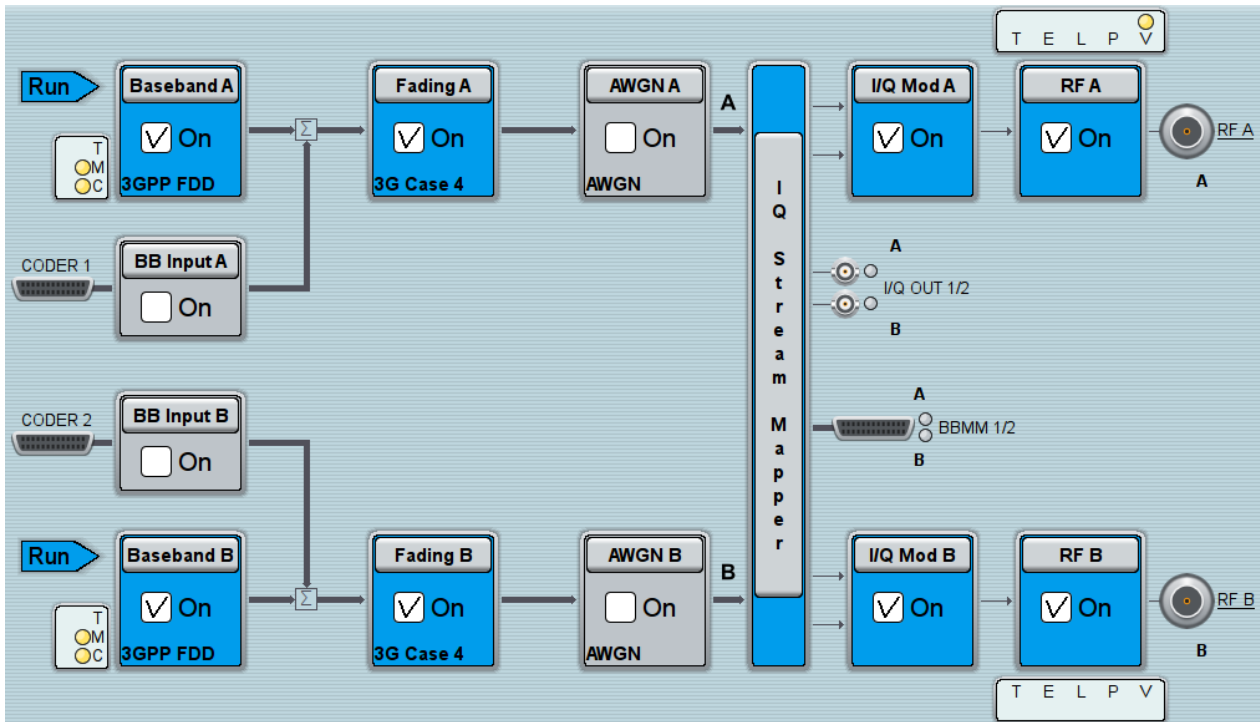 T E L P V
Run
Baseband A
On
3GPP FDD
T
M
C
Σ
Fading A
On
3G Case 4
AWGN A
On
AWGN
A
I/Q Mod A
On
RF A
On
RF A
A
CODER 1
BB Input A
On
IQ Stream Mapper
A
I/Q OUT 1/2
B
CODER 2
BB Input B
On
A
BBMM 1/2
B
Run
Baseband B
On
3GPP FDD
T
M
C
Σ
Fading B
On
3G Case 4
AWGN B
On
AWGN
B
I/Q Mod B
On
RF B
On
RF B
B
T E L P V